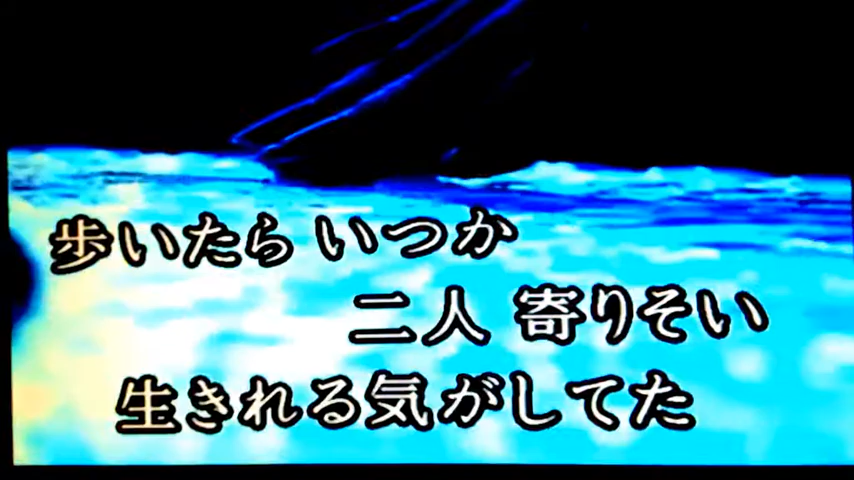 歩いたら いつか
二人 寄りそい
生きれる気がしてた